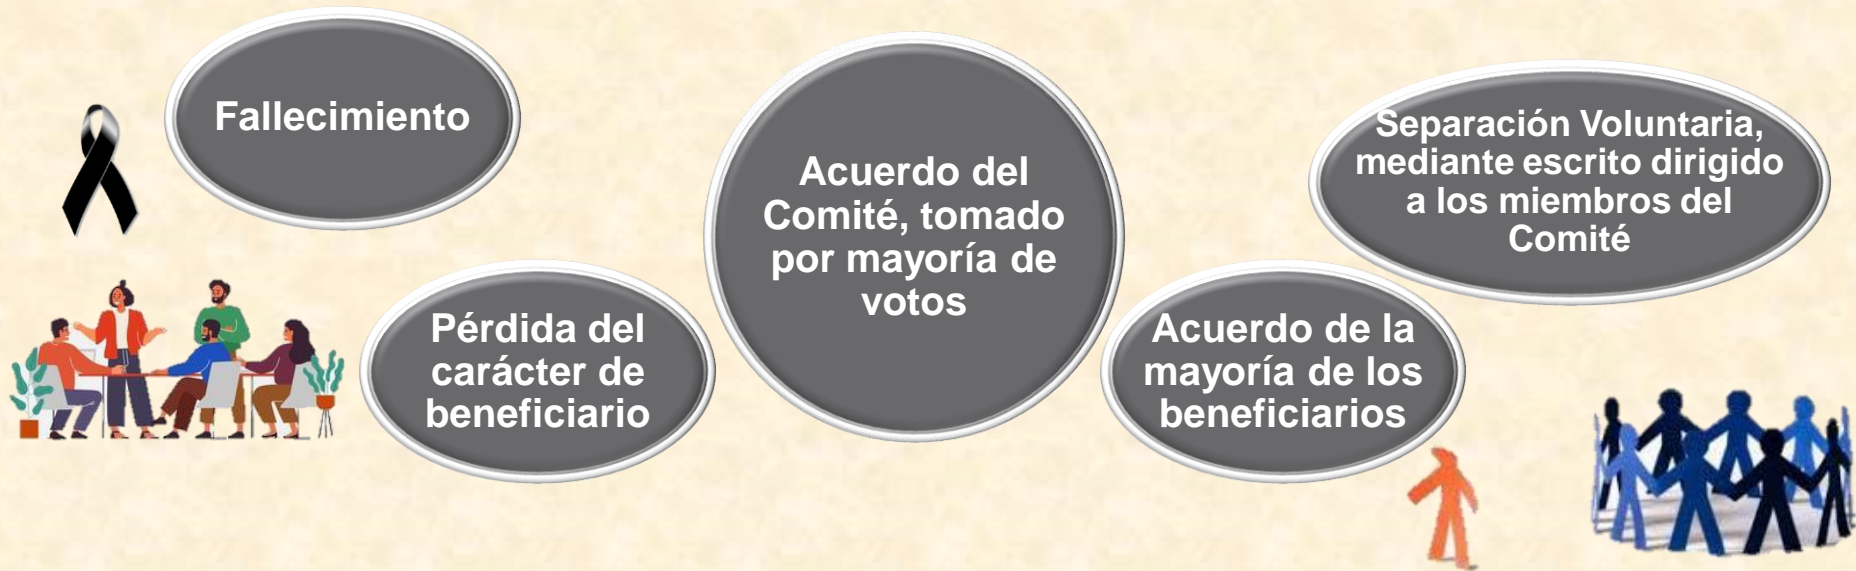 Fallecimiento
Pérdida del
carácter de
beneficiario
Acuerdo del
Comité, tomado
por mayoría de
votos
Acuerdo de la
mayoría de los
beneficiarios
Separación Voluntaria,
mediante escrito dirigido
a los miembros del
Comité